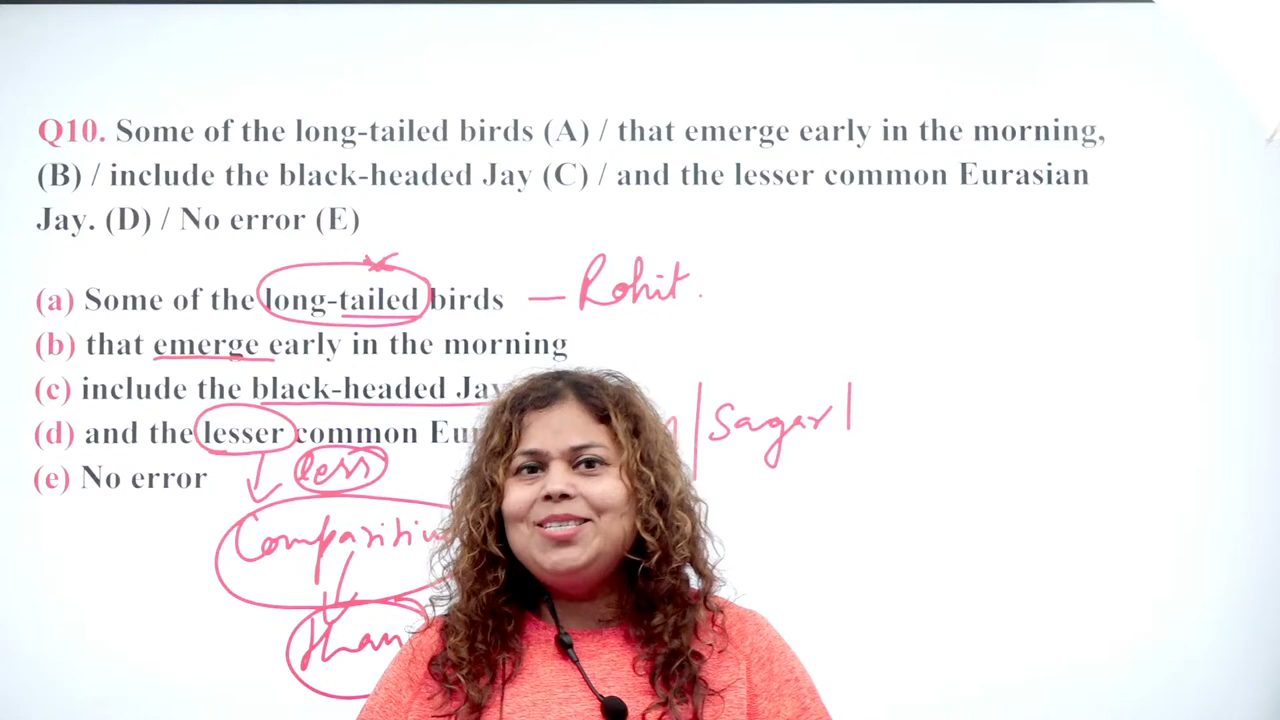 Q10. Some of the long-tailed birds (A) / that emerge early in the morning,
(B) / include the black-headed Jay (C) / and the lesser common Eurasian
Jay. (D) / No error (E)
(a) Some of the long-tailed birds — Rohit.
(b) that emerge early in the morning
(c) include the black-headed Jay
(d) and the lesser common / Sagar |
(e) No error
less
than